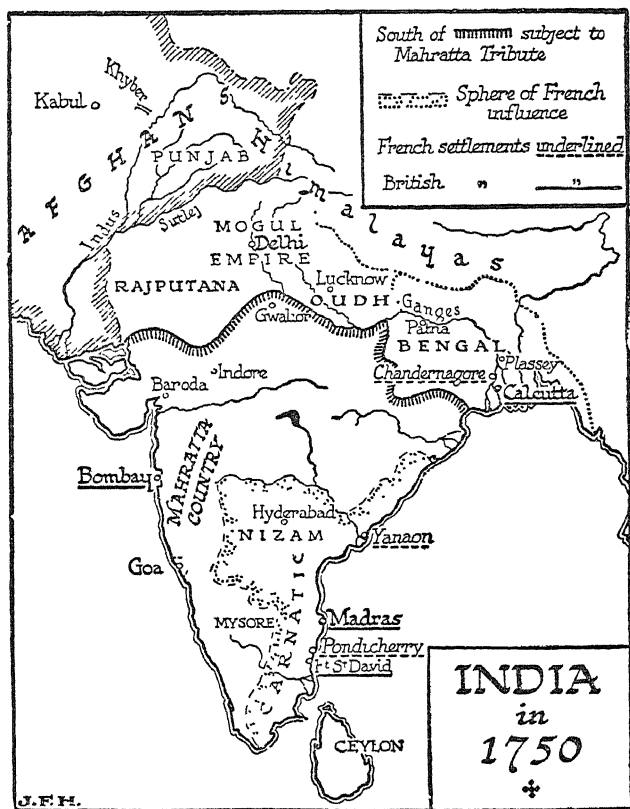 South of subject to
Mahratta Tribute
Sphere of French
influence
French settlements underlined
British " "
Khyber
Kabul
AFGHANS
PUNJAB
Himalayas
Indus
Sutlej
MOGUL
EMPIRE
Delhi
RAJPUTANA
Lucknow
OUDH
Ganges
Gwalior
Patna
BENGAL
Plassey
Chandernagore
Calcutta
Indore
Baroda
MAHRATTA
COUNTRY
Bombay
Hyderabad
NIZAM
Yanaon
Goa
CARNATIC
MYSORE
Madras
Pondicherry
Ft St David
CEYLON
INDIA
in
1750
J.F.H.